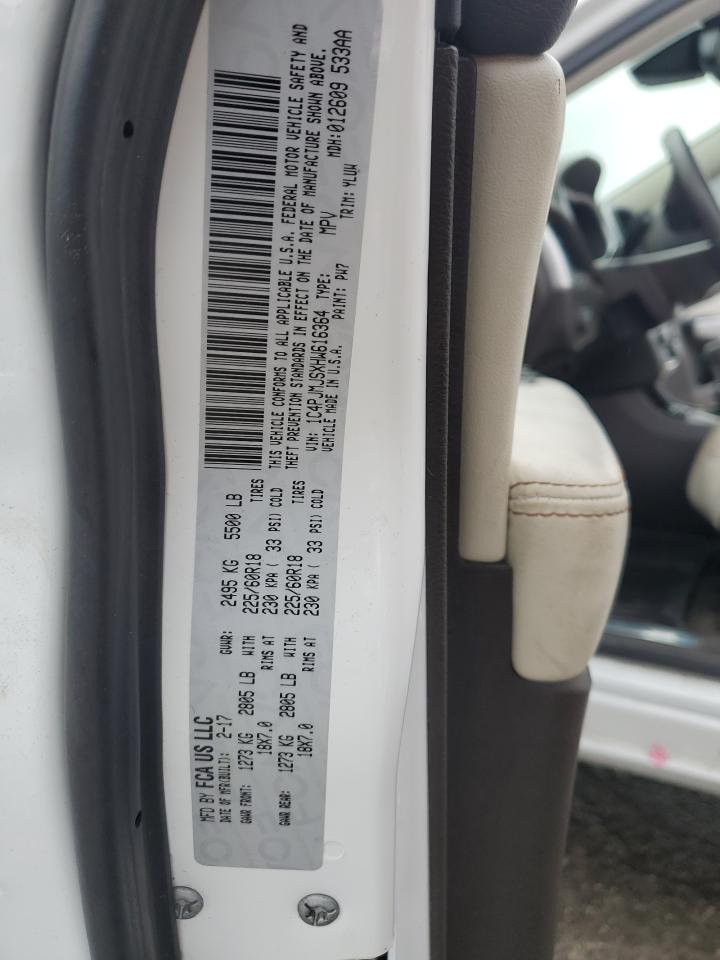 MFD BY FCA US LLC
DATE OF MFR(BUILT): 2-17 GVWR: 2495 KG 5500 LB
GAWR FRONT: 1273 KG 2805 LB WITH 225/60R18 TIRES
18X7.0 RIMS AT 230 KPA ( 33 PSI) COLD
GAWR REAR: 1273 KG 2805 LB WITH 225/60R18 TIRES
18X7.0 RIMS AT 230 KPA ( 33 PSI) COLD
THIS VEHICLE CONFORMS TO ALL APPLICABLE U.S.A. FEDERAL MOTOR VEHICLE SAFETY AND
THEFT PREVENTION STANDARDS IN EFFECT ON THE DATE OF MANUFACTURE SHOWN ABOVE.
VIN: 1C4PJMJSXHW616364 TYPE: MPV MDH:012609 533AA
VEHICLE MADE IN U.S.A. PAINT: PW7 TRIM: YLUW